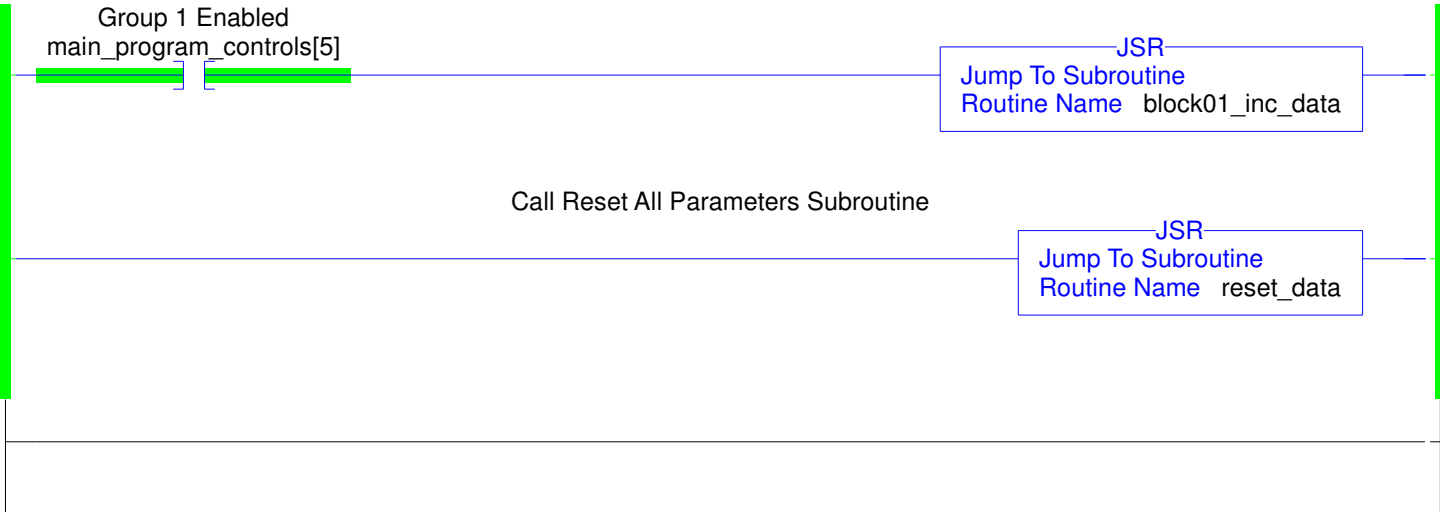 Group 1 Enabled
main_program_controls[5]
JSR
Jump To Subroutine
Routine Name block01_inc_data
Call Reset All Parameters Subroutine
JSR
Jump To Subroutine
Routine Name reset_data